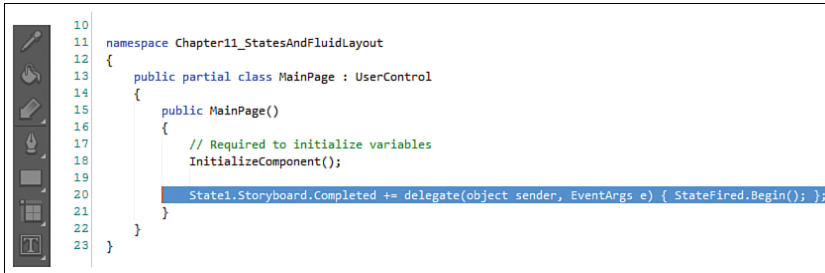 10
11 namespace Chapter11_StatesAndFluidLayout
12 {
13 public partial class MainPage : UserControl
14 {
15 public MainPage()
16 {
17 // Required to initialize variables
18 InitializeComponent();
19
20 State1.Storyboard.Completed += delegate(object sender, EventArgs e) { StateFired.Begin(); };
21 }
22 }
23 }
T